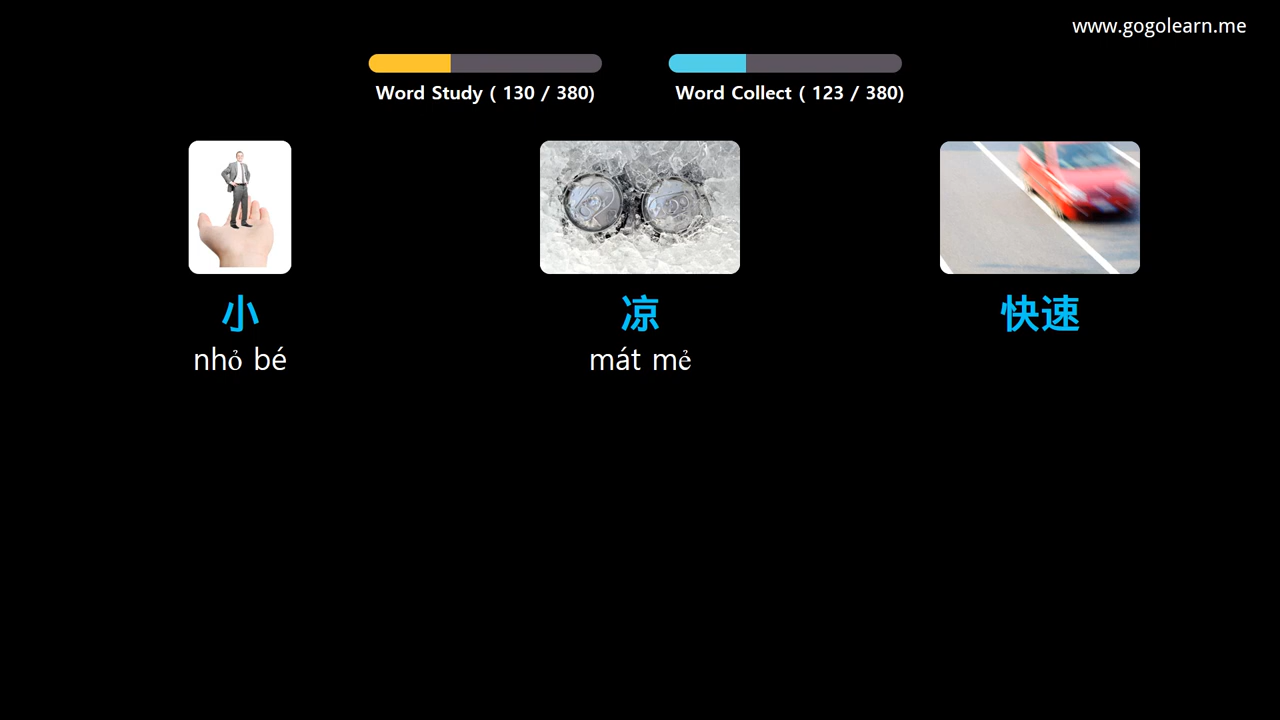 www.gogolearn.me
Word Study ( 130 / 380)
Word Collect ( 123 / 380)
小
nhỏ bé
凉
mát mẻ
快速